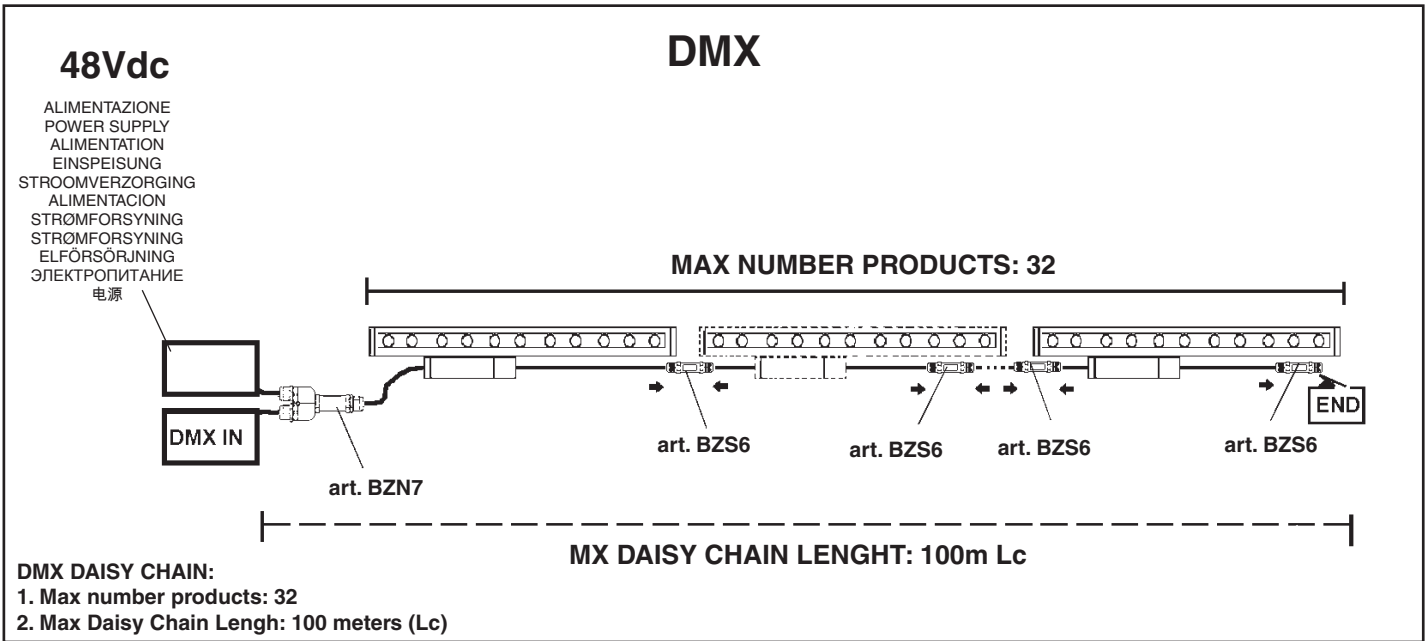 DMX
48Vdc
ALIMENTAZIONE
POWER SUPPLY
ALIMENTATION
EINSPEISUNG
STROOMVERZORGING
ALIMENTACION
STRØMFORSYNING
STRØMFORSYNING
ELFÖRSÖRJNING
ЭЛЕКТРОПИТАНИЕ
电源
MAX NUMBER PRODUCTS: 32
DMX IN
END
art. BZS6
art. BZS6
art. BZS6
art. BZS6
art. BZN7
MX DAISY CHAIN LENGHT: 100m Lc
DMX DAISY CHAIN:
1. Max number products: 32
2. Max Daisy Chain Lengh: 100 meters (Lc)